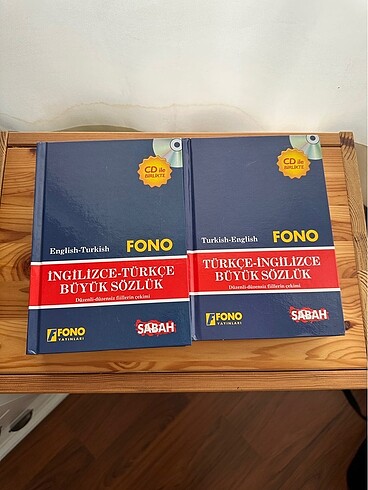 CD ile
BİRLİKTE
English-Turkish
FONO
İNGİLİZCE-TÜRKÇE
BÜYÜK SÖZLÜK
Düzenli-düzensiz fiillerin çekimi
FONO
YAYINLARI
SABAH
CD ile
BİRLİKTE
Turkish-English
FONO
TÜRKÇE-İNGİLİZCE
BÜYÜK SÖZLÜK
Düzenli-düzensiz fiillerin çekimi
FONO
YAYINLARI
SABAH